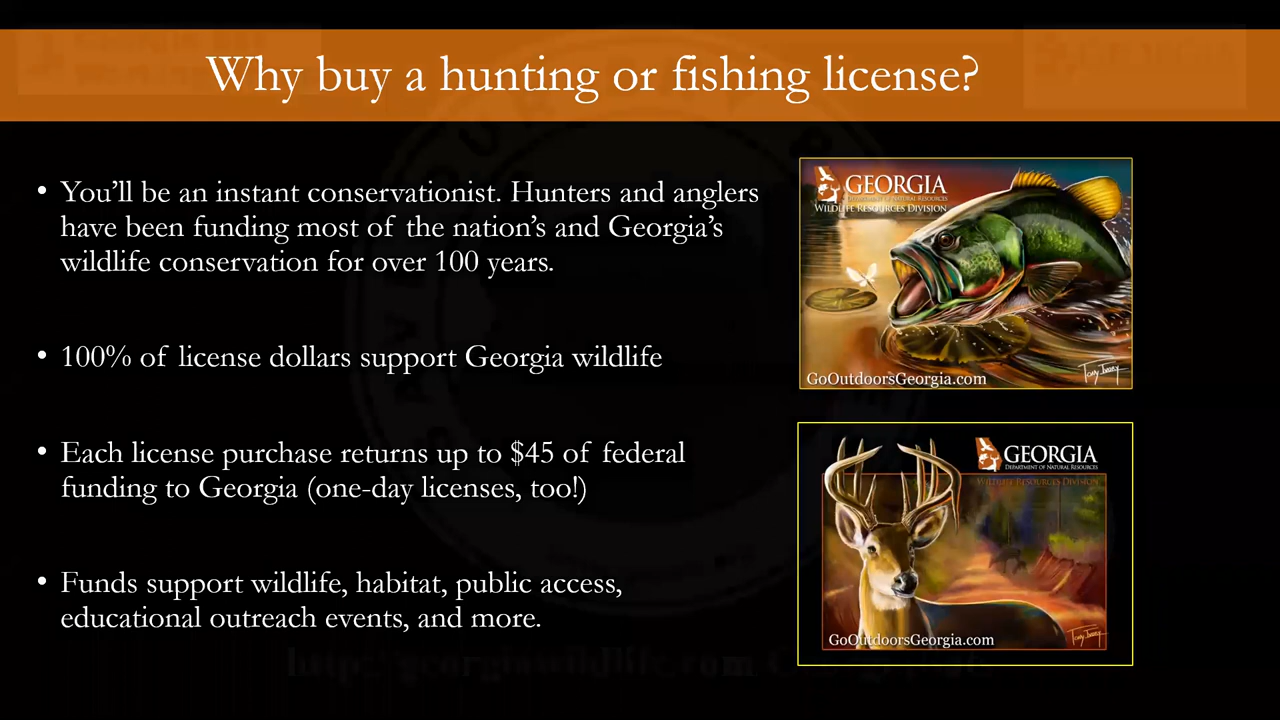 Why buy a hunting or fishing license?
• You’ll be an instant conservationist. Hunters and anglers
have been funding most of the nation’s and Georgia’s
wildlife conservation for over 100 years.
• 100% of license dollars support Georgia wildlife
• Each license purchase returns up to $45 of federal
funding to Georgia (one-day licenses, too!)
• Funds support wildlife, habitat, public access,
educational outreach events, and more.
GEORGIA
DEPARTMENT OF NATURAL RESOURCES
WILDLIFE RESOURCES DIVISION
GoOutdoorsGeorgia.com
GEORGIA
DEPARTMENT OF NATURAL RESOURCES
WILDLIFE RESOURCES DIVISION
GoOutdoorsGeorgia.com